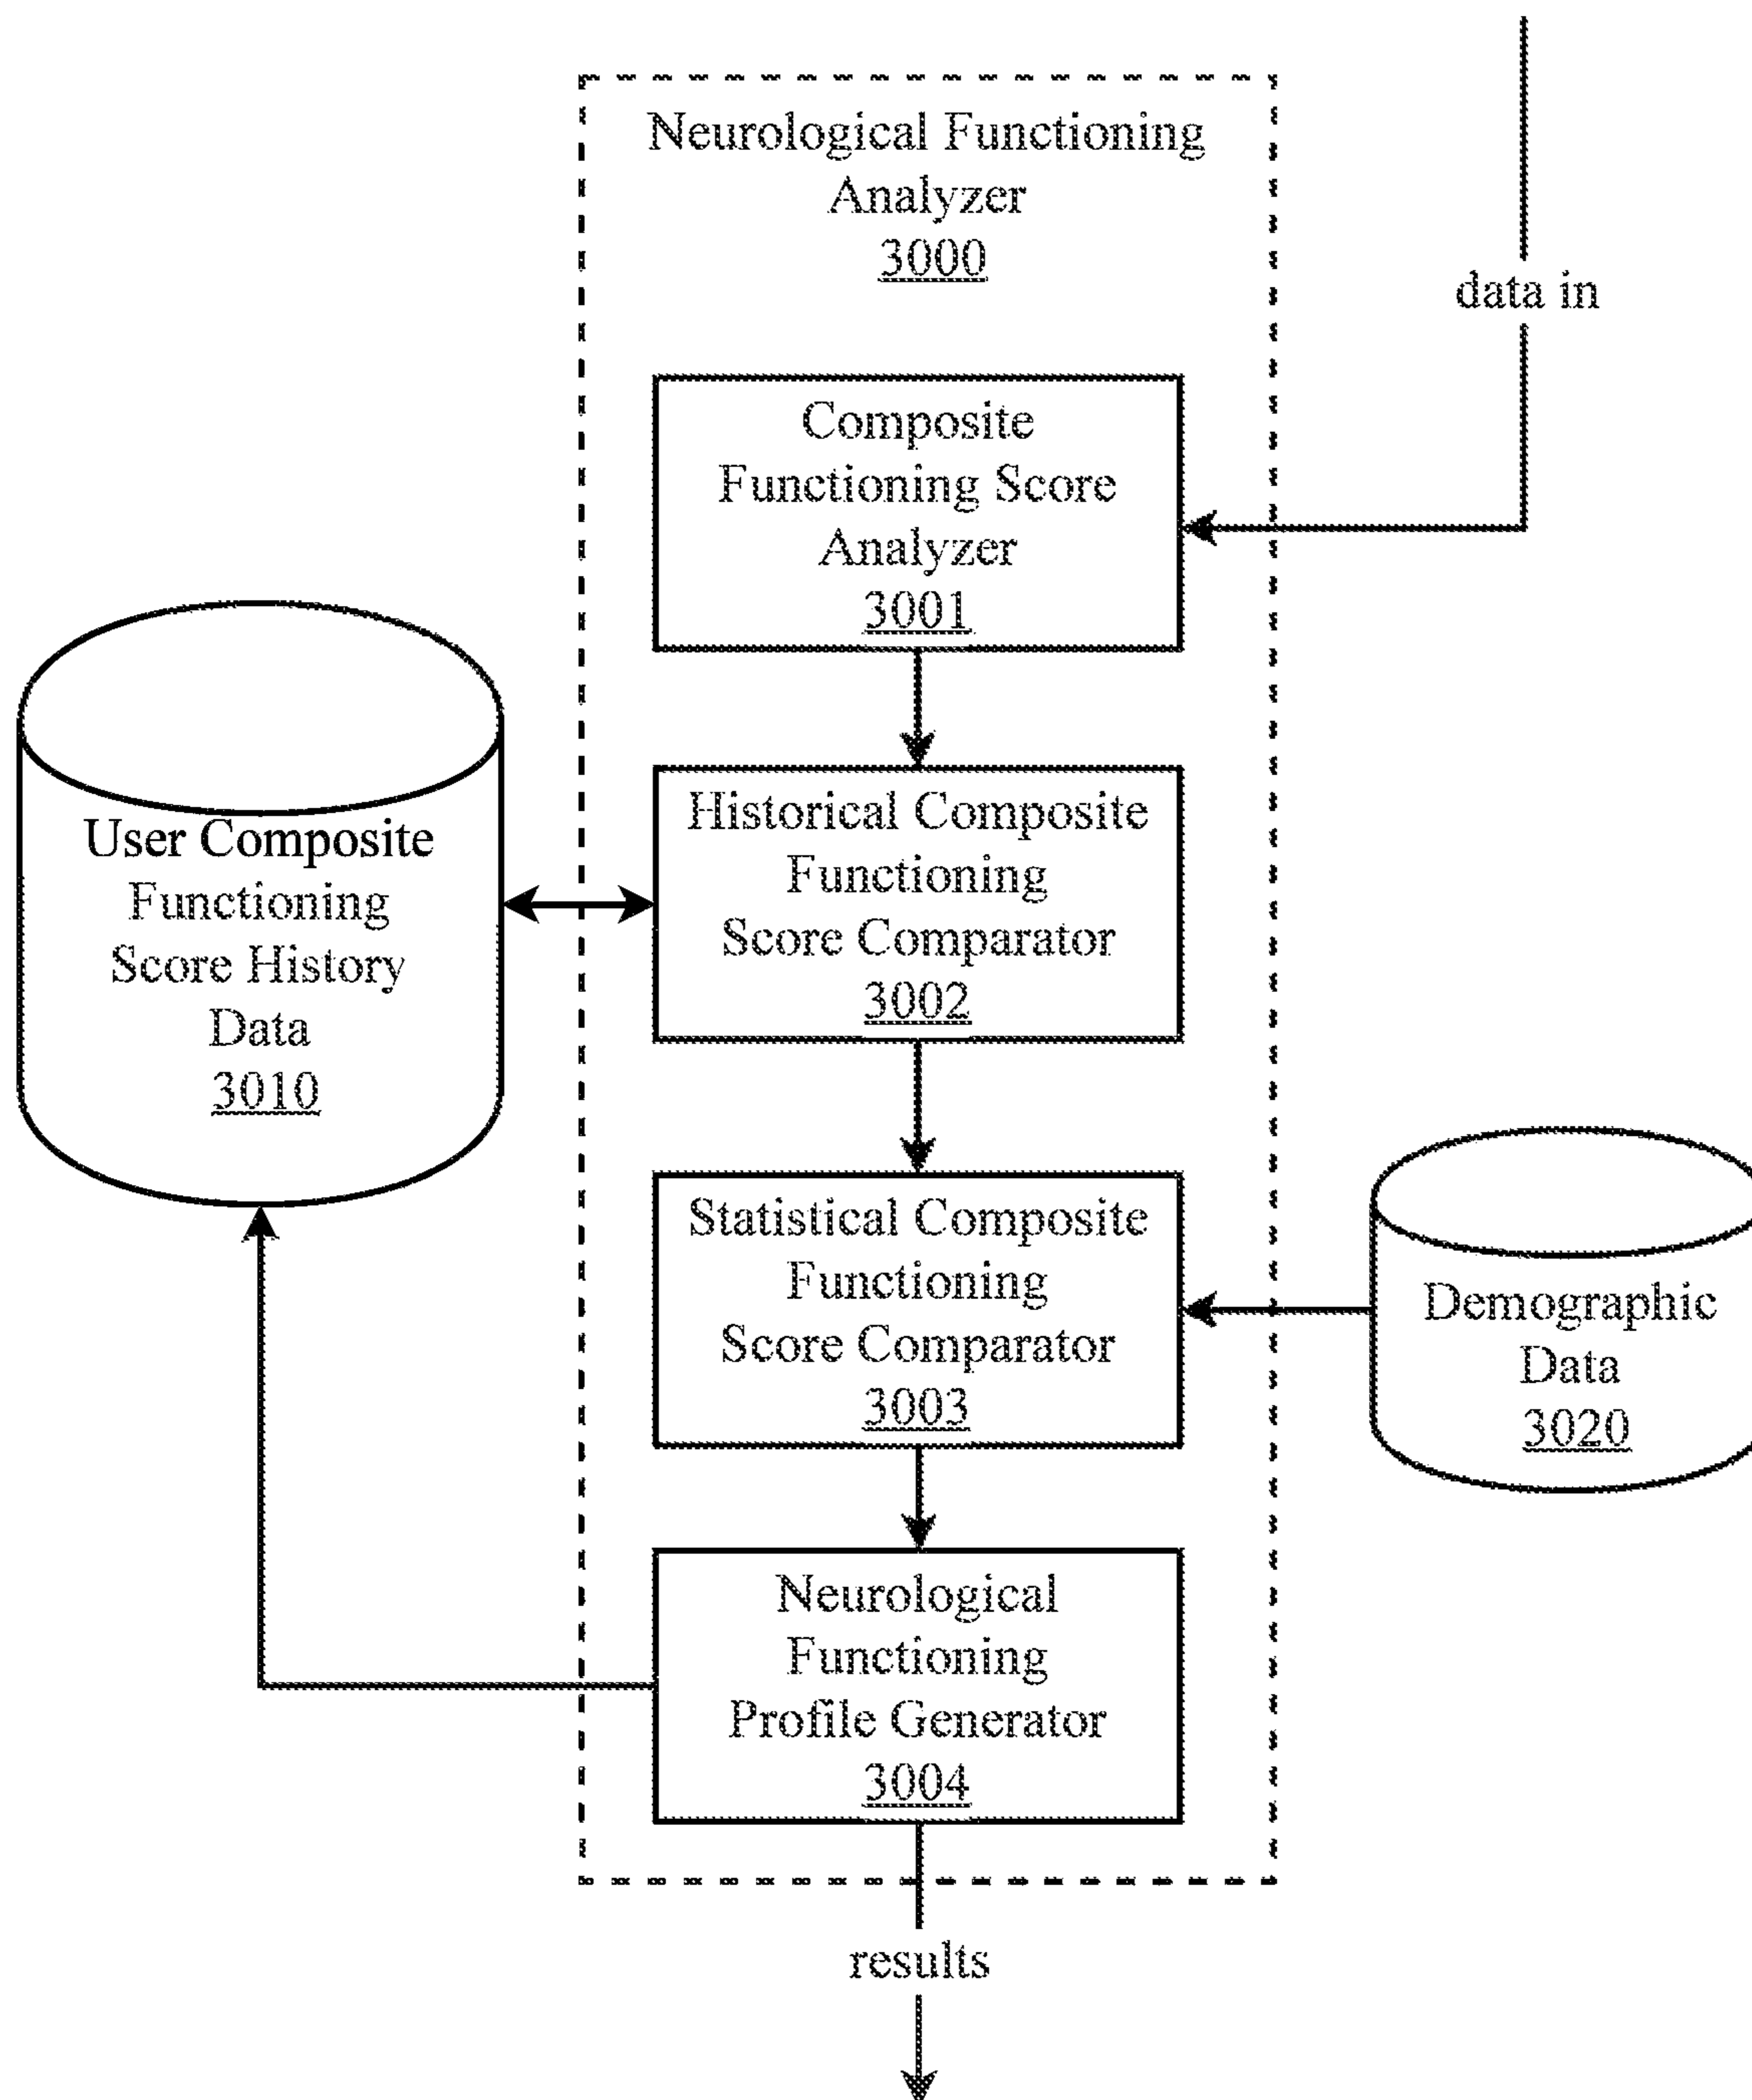 Neurological Functioning
Analyzer
3000
data in
Composite
Functioning Score
Analyzer
3001
User Composite
Functioning
Score History
Data
3010
Historical Composite
Functioning
Score Comparator
3002
Statistical Composite
Functioning
Score Comparator
3003
Demographic
Data
3020
Neurological
Functioning
Profile Generator
3004
results